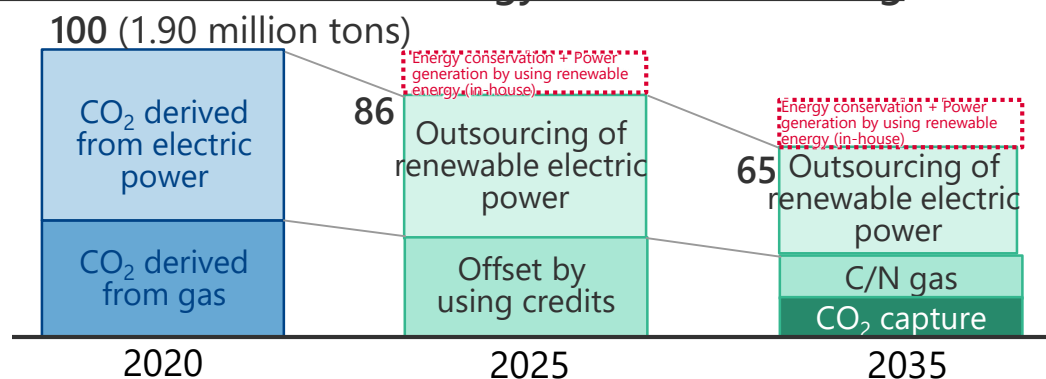 100 (1.90 million tons)
CO₂ derived
from electric
power
CO₂ derived
from gas
2020
Energy conservation + Power
generation by using renewable
energy (in-house)
86
Outsourcing of
renewable electric
power
Offset by
using credits
2025
Energy conservation + Power
generation by using renewable
energy (in-house)
65
Outsourcing of
renewable electric
power
C/N gas
CO₂ capture
2035